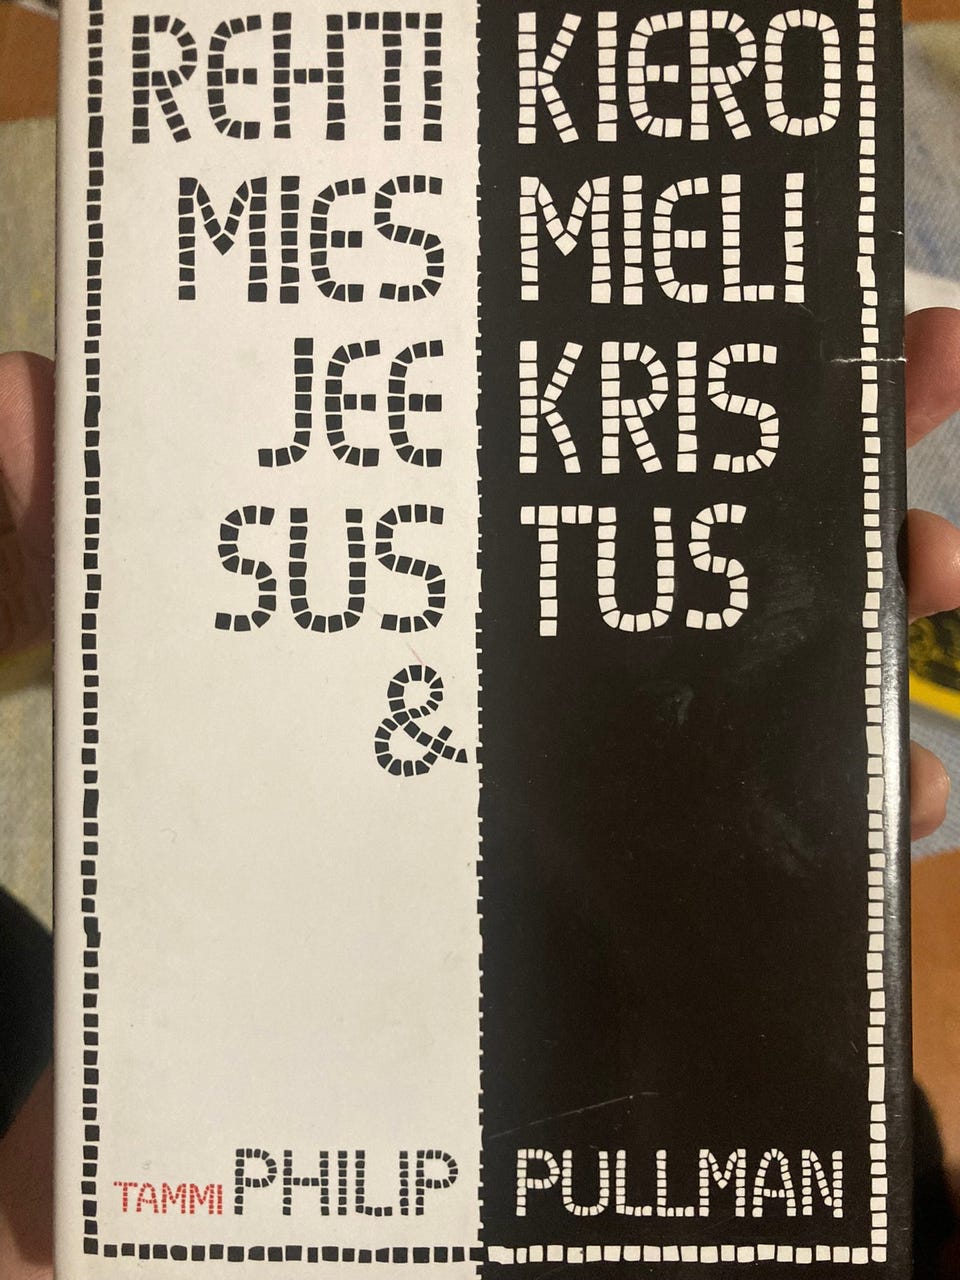 REHTI
MIES
JEE
SUS
&
KIERO
MIELI
KRIS
TUS
TAMMI PHILIP PULLMAN